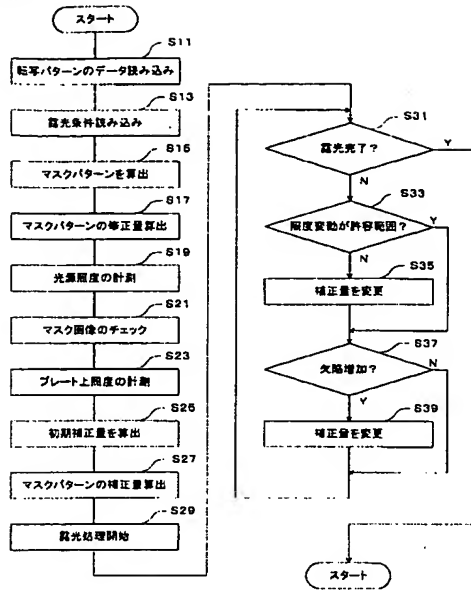 スタート
S11
転写パターンのデータ読み込み
S13
露光条件読み込み
S15
マスクパターンを算出
S17
マスクパターンの修正量算出
S19
光源照度の計測
S21
マスク画像のチェック
S23
プレート上照度の計測
S25
初期補正量を算出
S27
マスクパターンの補正量算出
S29
露光処理開始
S31
露光完了?
Y
N
S33
照度変動が許容範囲?
Y
N
S35
補正量を変更
S37
欠陥増加?
N
Y
S39
補正量を変更
スタート